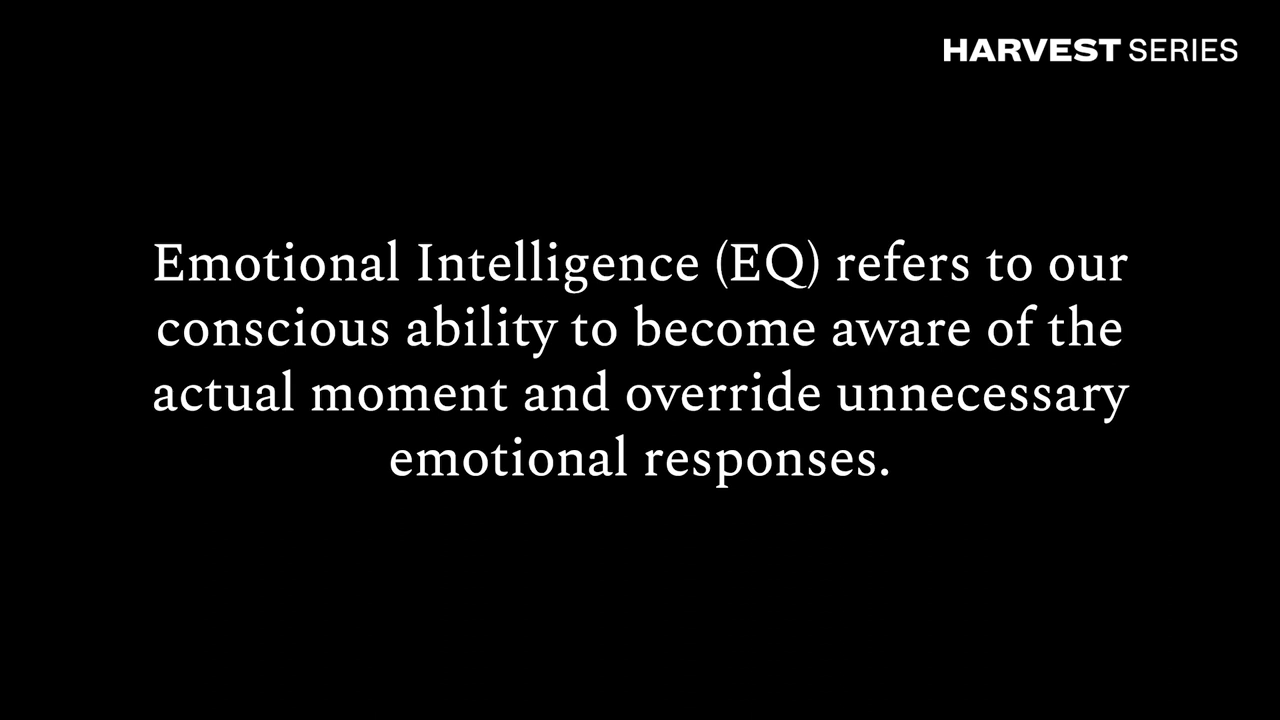 HARVEST SERIES
Emotional Intelligence (EQ) refers to our
conscious ability to become aware of the
actual moment and override unnecessary
emotional responses.